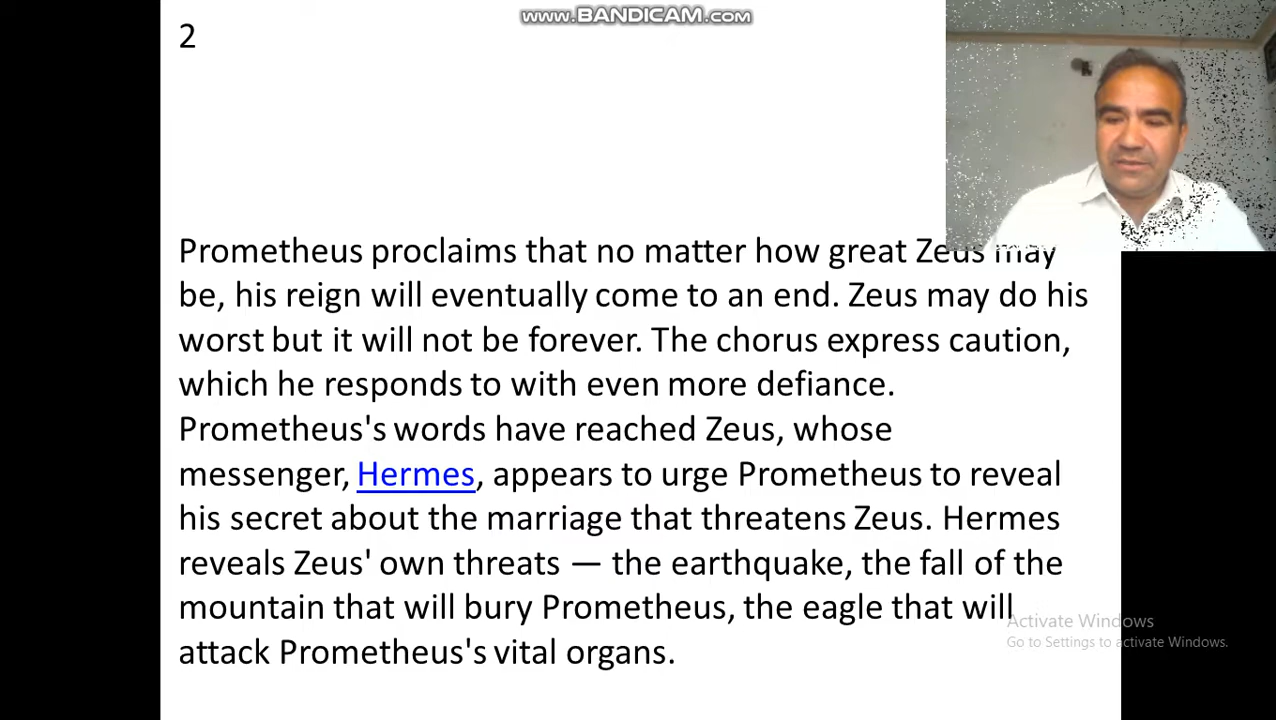 www.BANDICAM.com
2
Prometheus proclaims that no matter how great Zeus may
be, his reign will eventually come to an end. Zeus may do his
worst but it will not be forever. The chorus express caution,
which he responds to with even more defiance.
Prometheus's words have reached Zeus, whose
messenger, Hermes, appears to urge Prometheus to reveal
his secret about the marriage that threatens Zeus. Hermes
reveals Zeus' own threats — the earthquake, the fall of the
mountain that will bury Prometheus, the eagle that will
attack Prometheus's vital organs.
Activate Windows
Go to Settings to activate Windows.